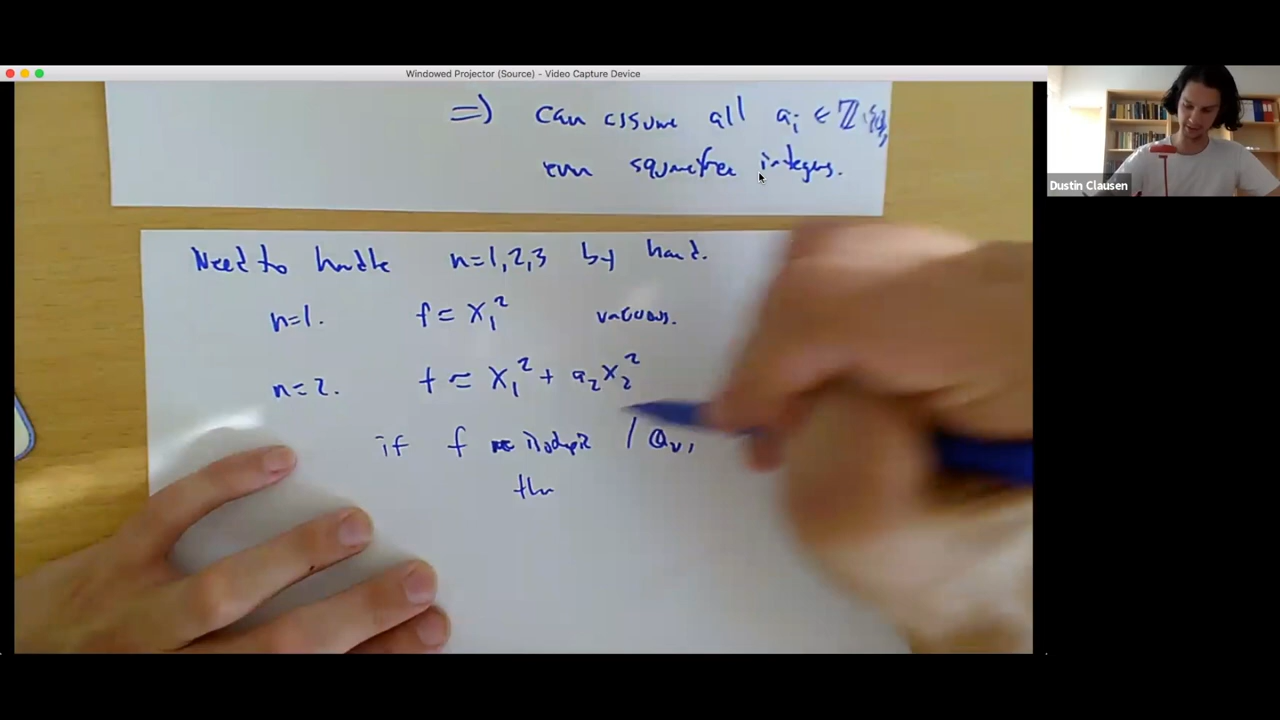 Windowed Projector (Source) - Video Capture Device
=) can assume all aᵢ ∈ ℤ\{0},
even squarefree integers.
Need to handle n=1,2,3 by hand.
n=1. f = X₁² vacuous.
n=2. f = X₁² + a₂X₂²
if f isotropic / ℚᵥ,
then
Dustin Clausen